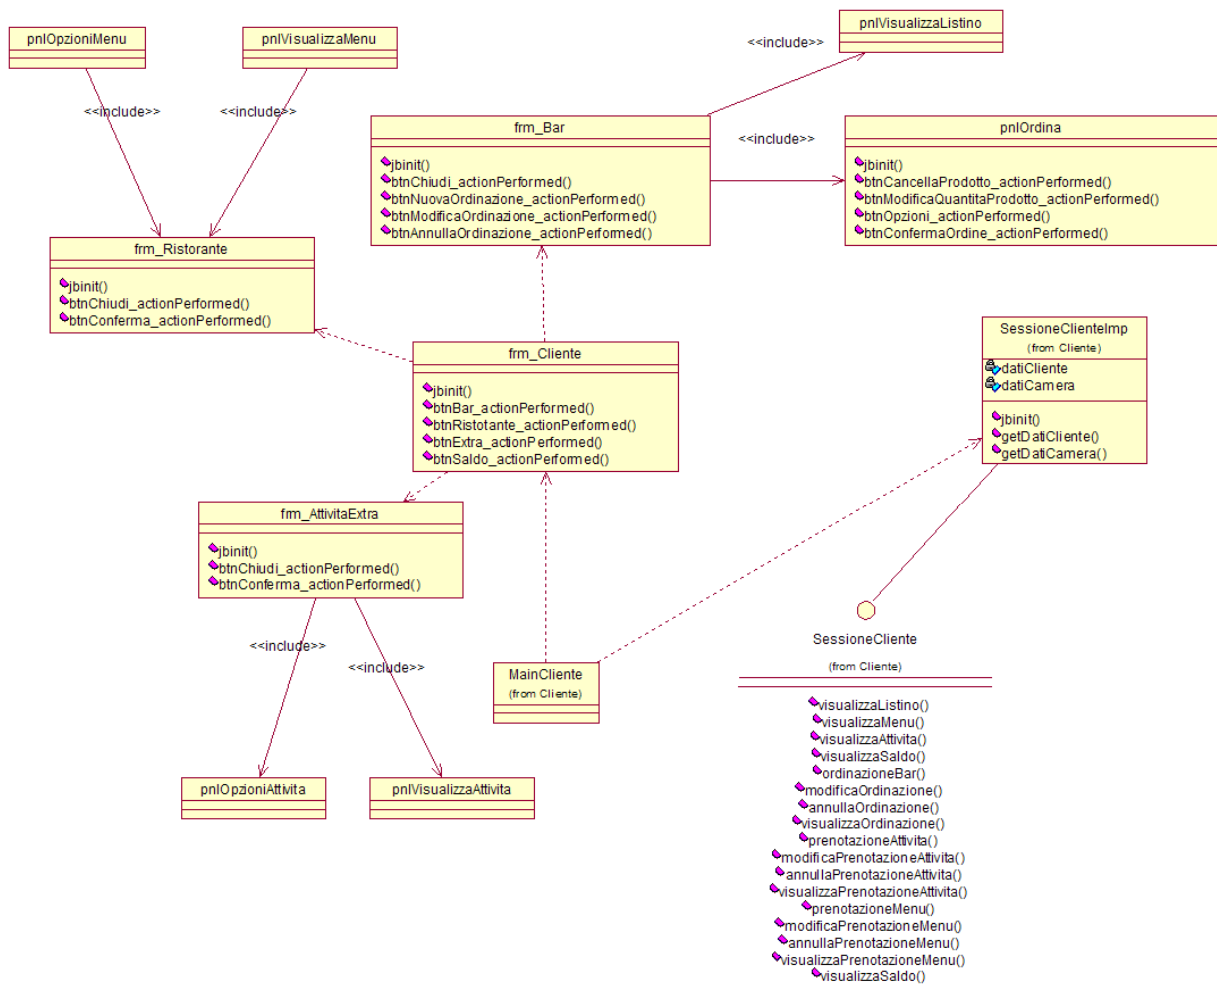 pnlOpzioniMenu
pnlVisualizzaMenu
<<include>>
<<include>>
pnlVisualizzaListino
<<include>>
frm_Bar
jbinit()
btnChiudi_actionPerformed()
btnNuovaOrdinazione_actionPerformed()
btnModificaOrdinazione_actionPerformed()
btnAnnullaOrdinazione_actionPerformed()
<<include>>
pnlOrdina
jbinit()
btnCancellaProdotto_actionPerformed()
btnModificaQuantitaProdotto_actionPerformed()
btnOpzioni_actionPerformed()
btnConfermaOrdine_actionPerformed()
frm_Ristorante
jbinit()
btnChiudi_actionPerformed()
btnConferma_actionPerformed()
frm_Cliente
jbinit()
btnBar_actionPerformed()
btnRistotante_actionPerformed()
btnExtra_actionPerformed()
btnSaldo_actionPerformed()
SessioneClienteImp
(from Cliente)
datiCliente
datiCamera
jbinit()
getDatiCliente()
getDatiCamera()
frm_AttivitaExtra
jbinit()
btnChiudi_actionPerformed()
btnConferma_actionPerformed()
<<include>>
<<include>>
MainCliente
(from Cliente)
pnlOpzioniAttivita
pnlVisualizzaAttivita
SessioneCliente
(from Cliente)
visualizzaListino()
visualizzaMenu()
visualizzaAttivita()
visualizzaSaldo()
ordinazioneBar()
modificaOrdinazione()
annullaOrdinazione()
visualizzaOrdinazione()
prenotazioneAttivita()
modificaPrenotazioneAttivita()
annullaPrenotazioneAttivita()
visualizzaPrenotazioneAttivita()
prenotazioneMenu()
modificaPrenotazioneMenu()
annullaPrenotazioneMenu()
visualizzaPrenotazioneMenu()
visualizzaSaldo()